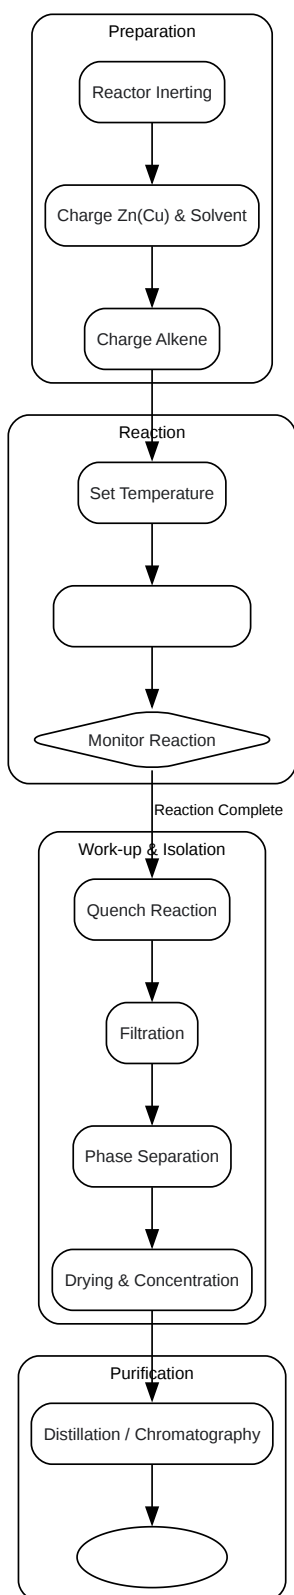 Preparation
Reactor Inerting
Charge Zn(Cu) & Solvent
Charge Alkene
Reaction
Set Temperature
Monitor Reaction
Reaction Complete
Work-up & Isolation
Quench Reaction
Filtration
Phase Separation
Drying & Concentration
Purification
Distillation / Chromatography